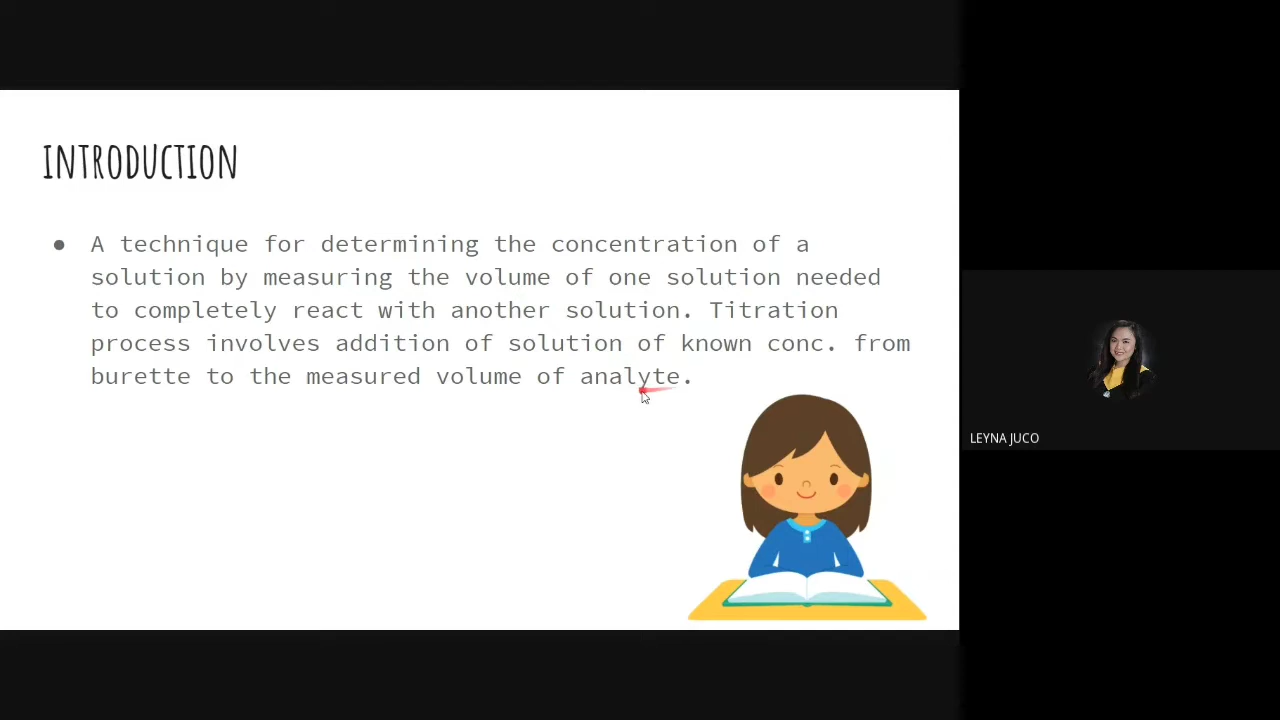 INTRODUCTION
● A technique for determining the concentration of a
solution by measuring the volume of one solution needed
to completely react with another solution. Titration
process involves addition of solution of known conc. from
burette to the measured volume of analyte.
LEYNA JUCO